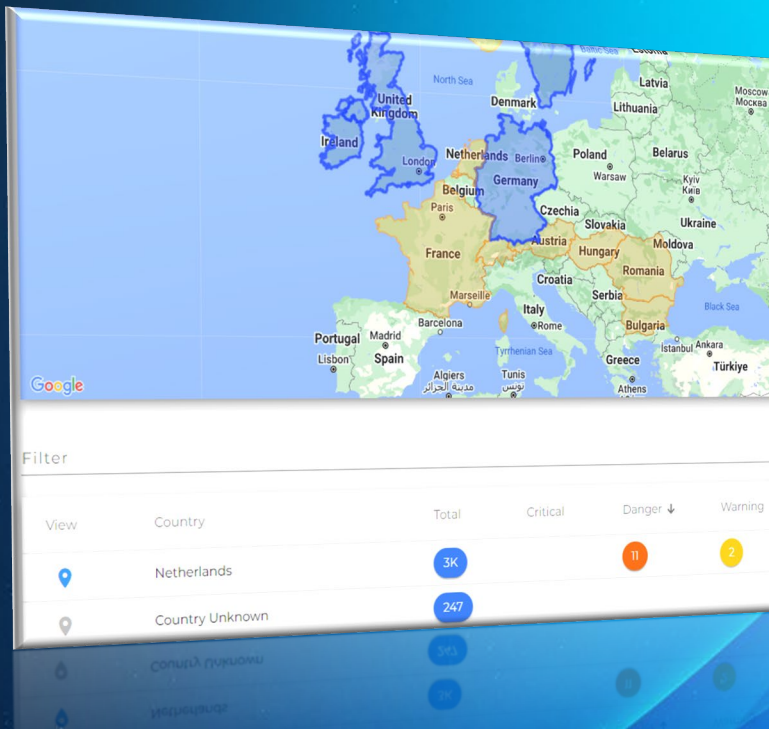 Baltic Sea
Estonia
North Sea
Latvia
Moscow
Москва
Denmark
Lithuania
United
Kingdom
Ireland
London
Netherlands
Berlin
Poland
Belarus
Warsaw
Germany
Kyiv
Київ
Belgium
Paris
Czechia
Slovakia
Ukraine
Austria
Hungary
Moldova
France
Romania
Croatia
Marseille
Serbia
Black Sea
Barcelona
Italy
Rome
Bulgaria
Portugal
Madrid
Tyrrhenian Sea
Istanbul
Ankara
Lisbon
Spain
Greece
Türkiye
Algiers
مدينة الجزائر
Tunis
تونس
Athens
Google
Filter
View Country Total Critical Danger ↓ Warning
Netherlands 3K 11 2
Country Unknown 247